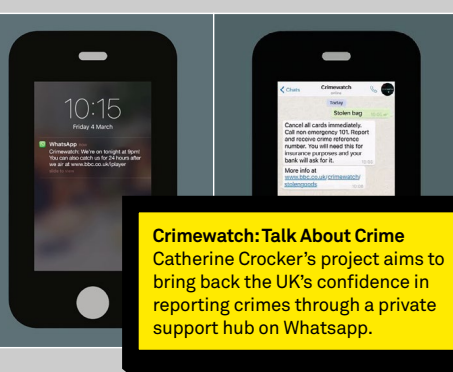 10:15
Friday 4 March
WhatsApp
Crimewatch: We're on tonight at 9pm!
You can also catch us for 24 hours after
we air at www.bbc.co.uk/iplayer
slide to view
Chats
Crimewatch
online
Today
Stolen bag
Cancel all cards immediately.
Call non emergency 101. Report
and receive crime reference
number. You will need this for
insurance purposes and your
bank will ask for it.
More info at
www.bbc.co.uk/crimewatch/
stolengoods
Crimewatch: Talk About Crime
Catherine Crocker's project aims to
bring back the UK's confidence in
reporting crimes through a private
support hub on Whatsapp.